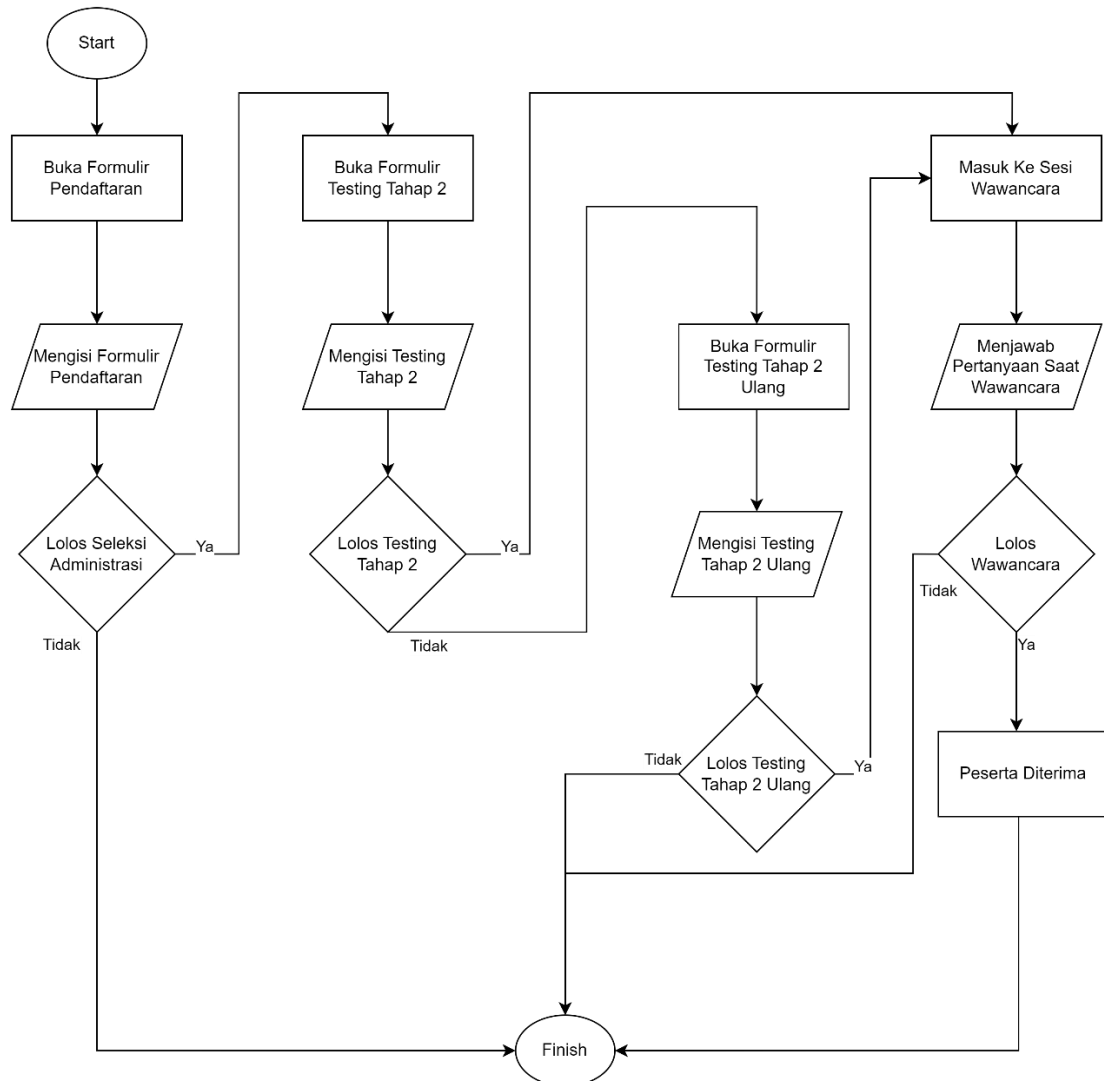 Start
Buka Formulir
Pendaftaran
Mengisi Formulir
Pendaftaran
Lolos Seleksi
Administrasi
Ya
Tidak
Buka Formulir
Testing Tahap 2
Mengisi Testing
Tahap 2
Lolos Testing
Tahap 2
Ya
Tidak
Buka Formulir
Testing Tahap 2
Ulang
Mengisi Testing
Tahap 2 Ulang
Lolos Testing
Tahap 2 Ulang
Tidak
Ya
Masuk Ke Sesi
Wawancara
Menjawab
Pertanyaan Saat
Wawancara
Lolos
Wawancara
Tidak
Ya
Peserta Diterima
Finish